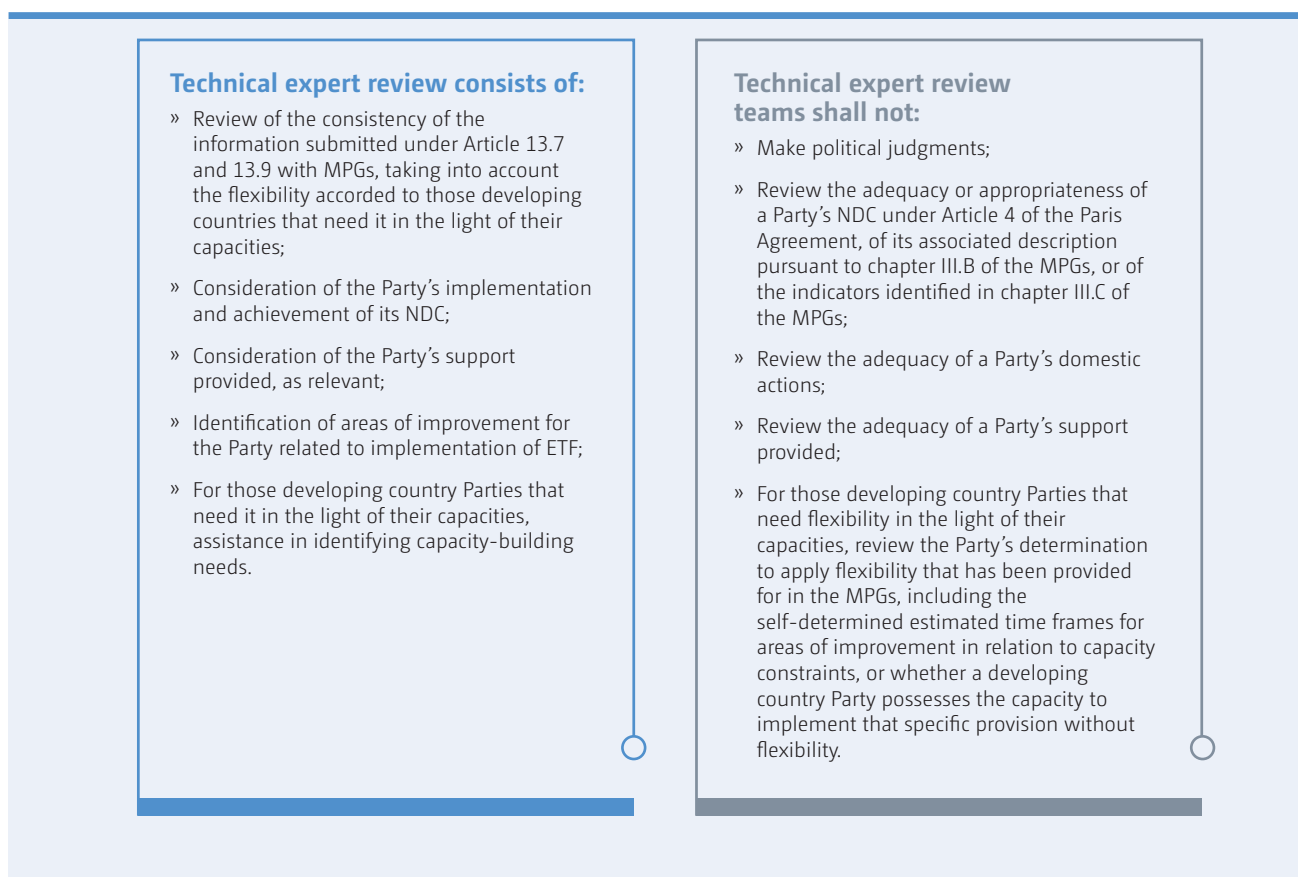 Technical expert review consists of:
» Review of the consistency of the
information submitted under Article 13.7
and 13.9 with MPGs, taking into account
the flexibility accorded to those developing
countries that need it in the light of their
capacities;
» Consideration of the Party's implementation
and achievement of its NDC;
» Consideration of the Party's support
provided, as relevant;
» Identification of areas of improvement for
the Party related to implementation of ETF;
» For those developing country Parties that
need it in the light of their capacities,
assistance in identifying capacity-building
needs.
Technical expert review
teams shall not:
» Make political judgments;
» Review the adequacy or appropriateness of
a Party's NDC under Article 4 of the Paris
Agreement, of its associated description
pursuant to chapter III.B of the MPGs, or of
the indicators identified in chapter III.C of
the MPGs;
» Review the adequacy of a Party's domestic
actions;
» Review the adequacy of a Party's support
provided;
» For those developing country Parties that
need flexibility in the light of their
capacities, review the Party's determination
to apply flexibility that has been provided
for in the MPGs, including the
self-determined estimated time frames for
areas of improvement in relation to capacity
constraints, or whether a developing
country Party possesses the capacity to
implement that specific provision without
flexibility.